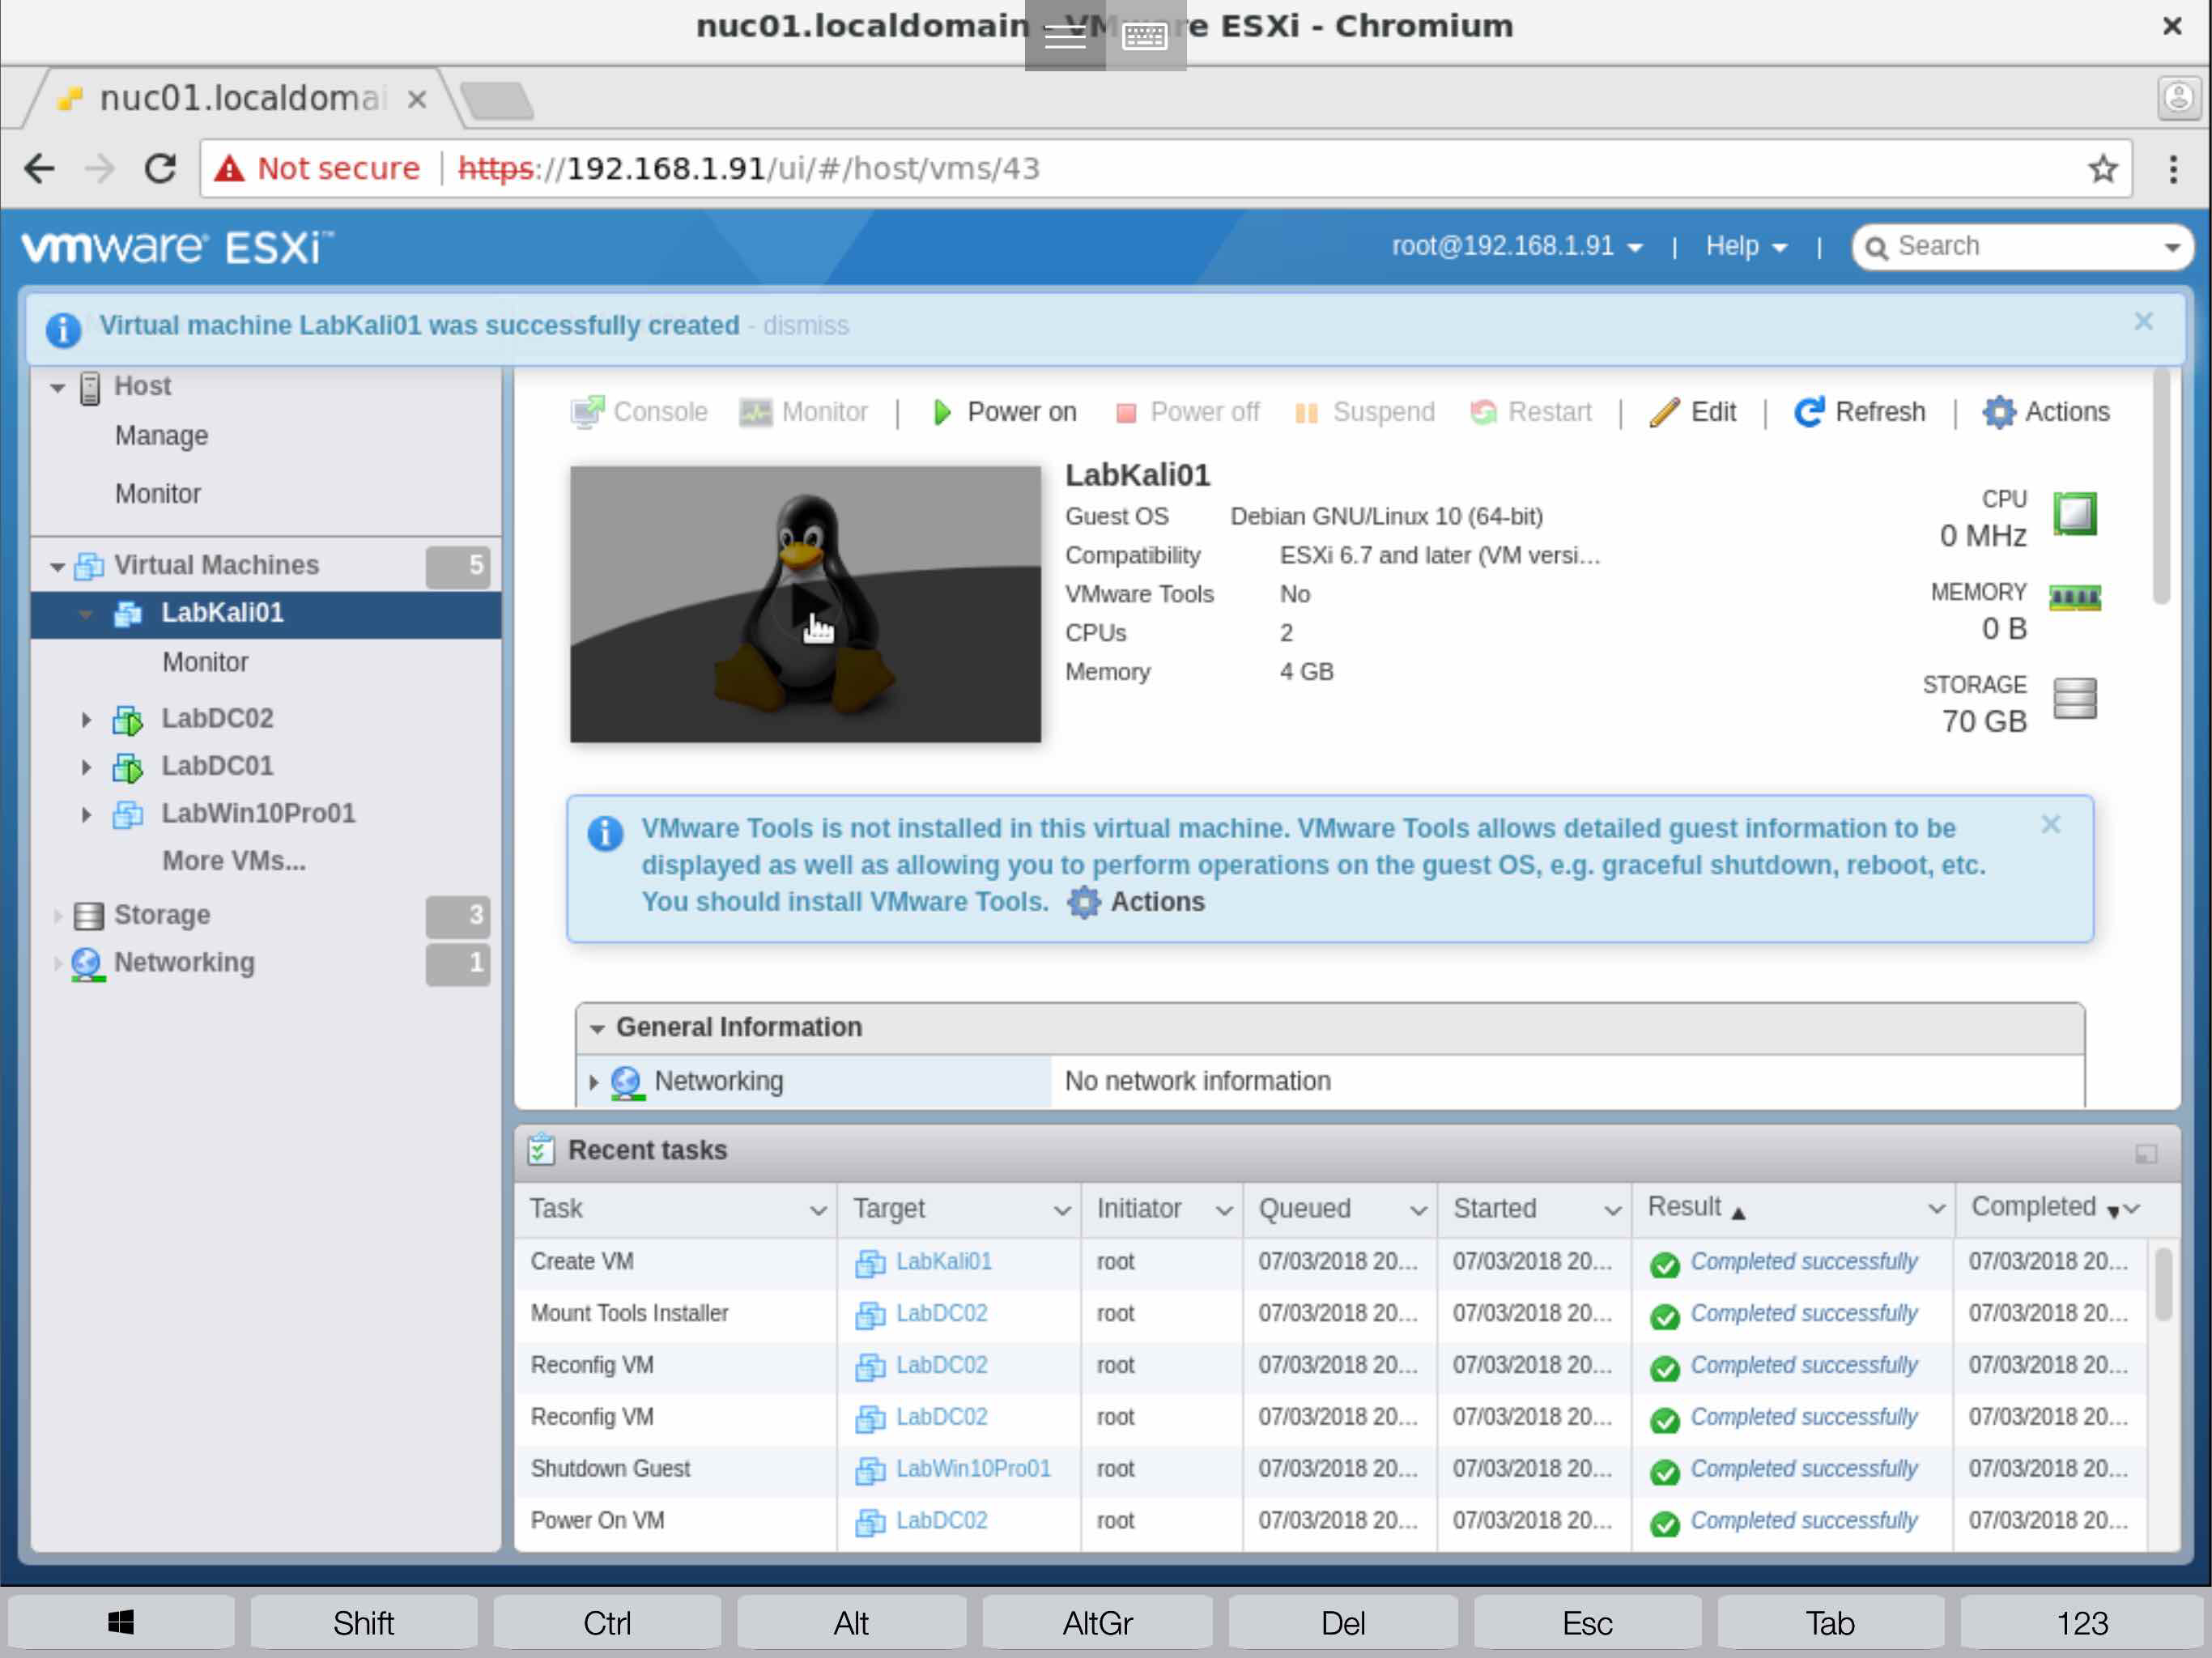 nuc01.localdomain - VMware ESXi - Chromium
nuc01.localdomai
Not secure https://192.168.1.91/ui/#/host/vms/43
vmware ESXi™ root@192.168.1.91 | Help | Search
Virtual machine LabKali01 was successfully created - dismiss
Host
Manage
Monitor
Virtual Machines 5
LabKali01
Monitor
LabDC02
LabDC01
LabWin10Pro01
More VMs...
Storage 3
Networking 1
Console Monitor | Power on Power off Suspend Restart | Edit | Refresh | Actions
LabKali01
Guest OS Debian GNU/Linux 10 (64-bit)
Compatibility ESXi 6.7 and later (VM versi...
VMware Tools No
CPUs 2
Memory 4 GB
CPU
0 MHz
MEMORY
0 B
STORAGE
70 GB
VMware Tools is not installed in this virtual machine. VMware Tools allows detailed guest information to be
displayed as well as allowing you to perform operations on the guest OS, e.g. graceful shutdown, reboot, etc.
You should install VMware Tools. Actions
General Information
Networking No network information
Recent tasks
Task Target Initiator Queued Started Result Completed
Create VM LabKali01 root 07/03/2018 20... 07/03/2018 20... Completed successfully 07/03/2018 20...
Mount Tools Installer LabDC02 root 07/03/2018 20... 07/03/2018 20... Completed successfully 07/03/2018 20...
Reconfig VM LabDC02 root 07/03/2018 20... 07/03/2018 20... Completed successfully 07/03/2018 20...
Reconfig VM LabDC02 root 07/03/2018 20... 07/03/2018 20... Completed successfully 07/03/2018 20...
Shutdown Guest LabWin10Pro01 root 07/03/2018 20... 07/03/2018 20... Completed successfully 07/03/2018 20...
Power On VM LabDC02 root 07/03/2018 20... 07/03/2018 20... Completed successfully 07/03/2018 20...
Shift Ctrl Alt AltGr Del Esc Tab 123